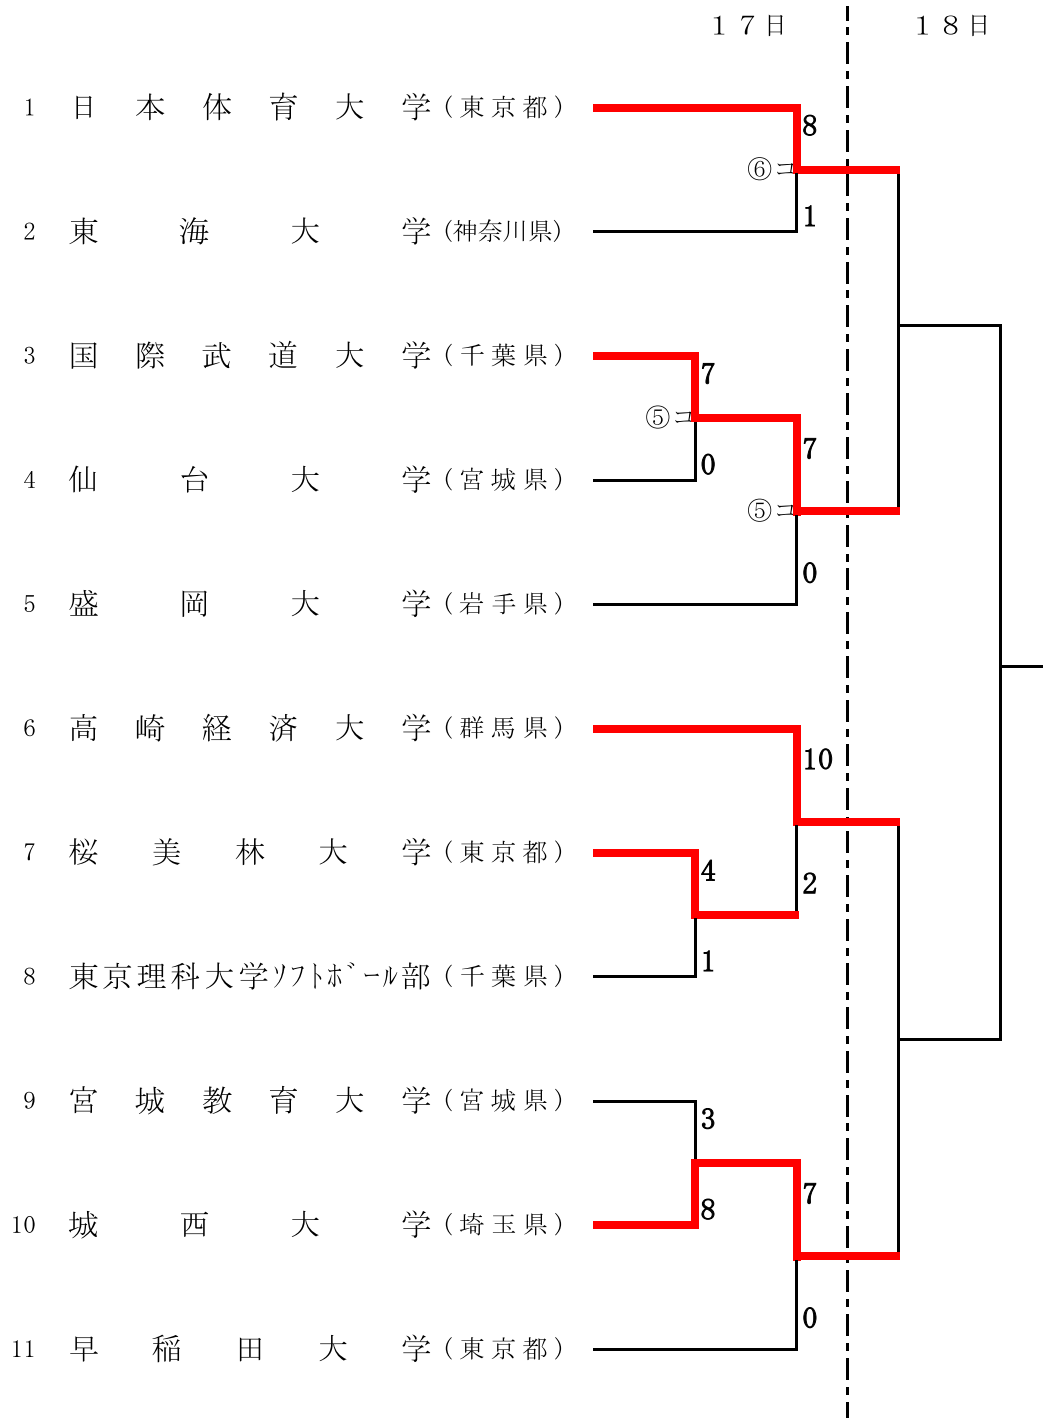 １７日 １８日
1 日本体育大学（東京都）
8
⑥コ
1
2 東海大学（神奈川県）
3 国際武道大学（千葉県）
7
⑤コ
7
0
4 仙台大学（宮城県）
⑤コ
0
5 盛岡大学（岩手県）
6 高崎経済大学（群馬県）
10
7 桜美林大学（東京都）
4
2
1
8 東京理科大学ｿﾌﾄﾎﾞｰﾙ部（千葉県）
9 宮城教育大学（宮城県）
3
7
8
10 城西大学（埼玉県）
0
11 早稲田大学（東京都）